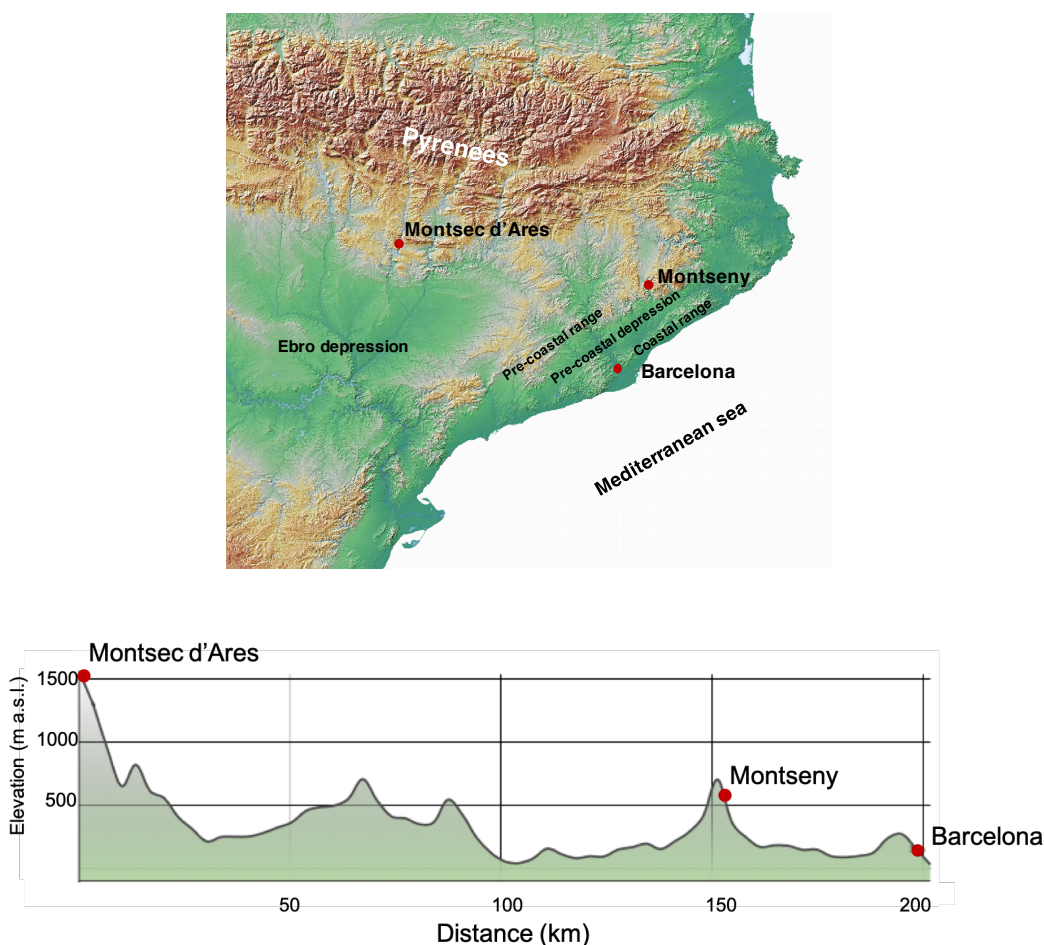 Pyrenees
Montsec d’Ares
Montseny
Pre-coastal range
Pre-coastal depression
Coastal range
Ebro depression
Barcelona
Mediterranean sea
Montsec d’Ares
1500
1000
500
Elevation (m a.s.l.)
Montseny
Barcelona
50
100
150
200
Distance (km)